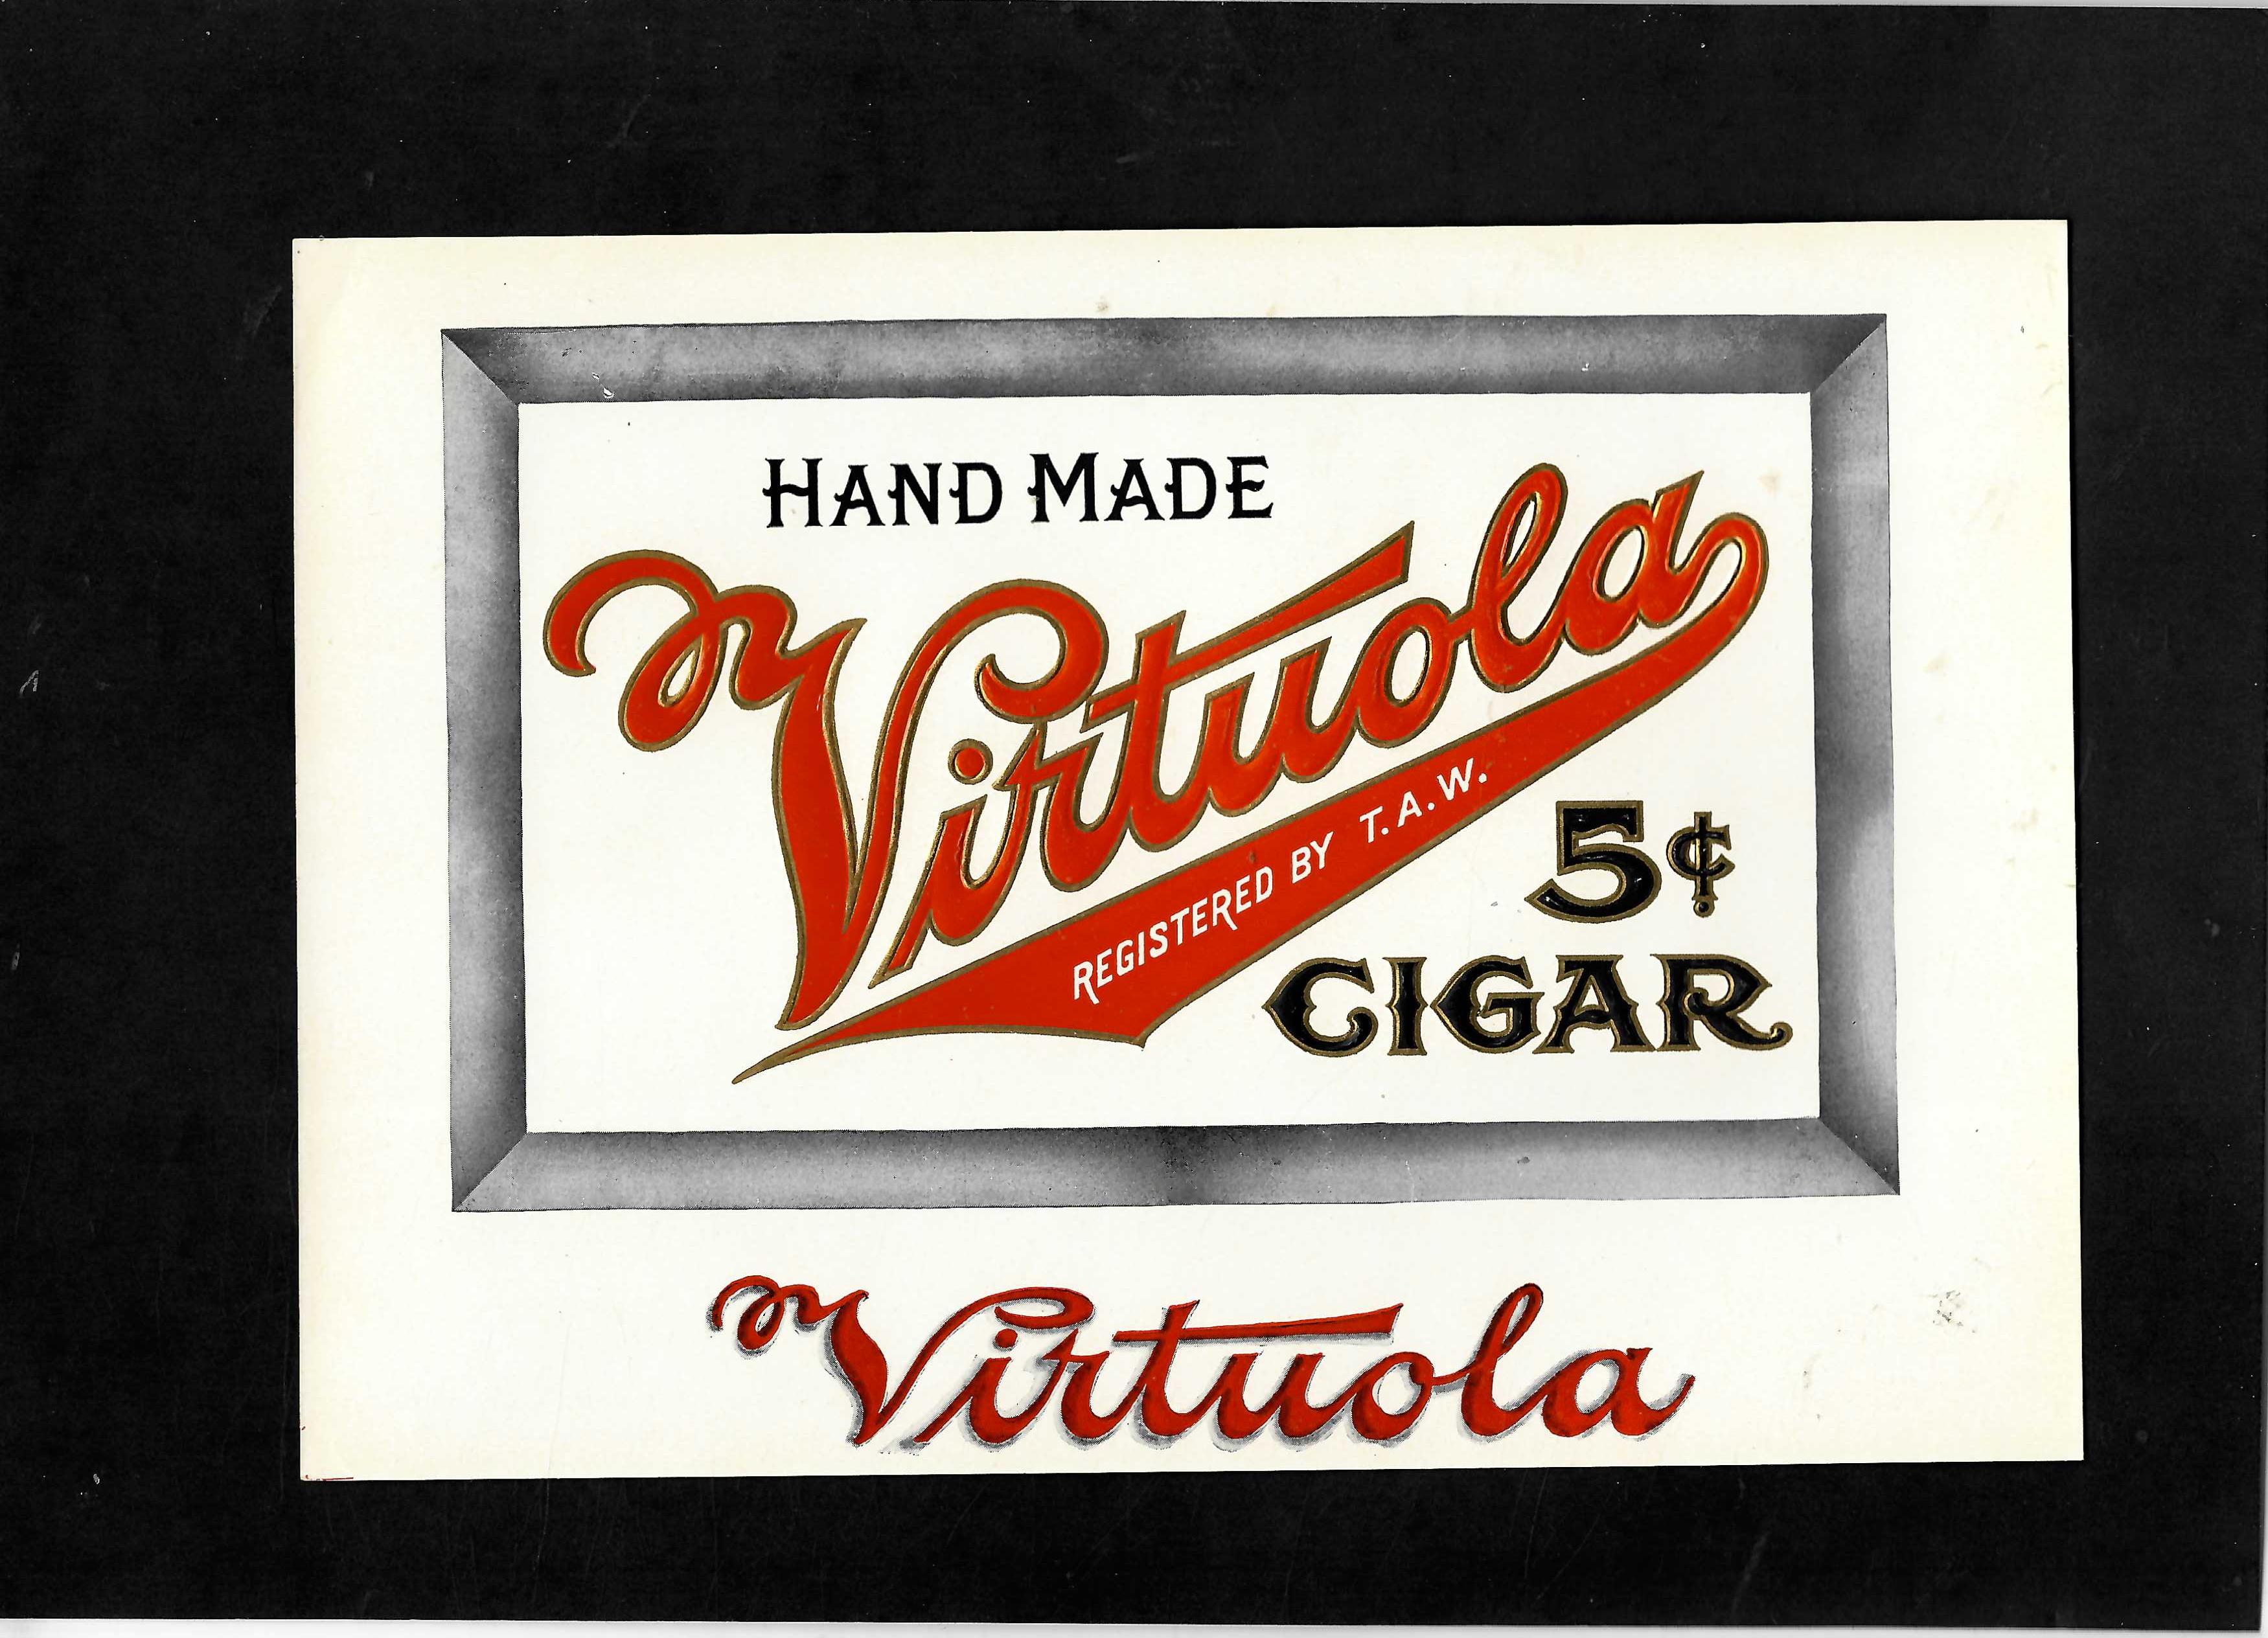 HAND MADE
Virtuola
REGISTERED BY T.A.W.
5¢
CIGAR
Virtuola